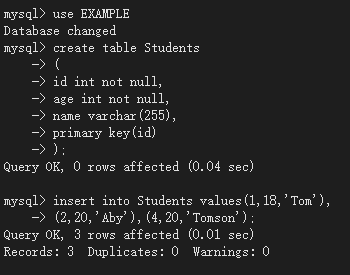 mysql> use EXAMPLE
Database changed
mysql> create table Students
    -> (
    -> id int not null,
    -> age int not null,
    -> name varchar(255),
    -> primary key(id)
    -> );
Query OK, 0 rows affected (0.04 sec)

mysql> insert into Students values(1,18,'Tom'),
    -> (2,20,'Aby'),(4,20,'Tomson');
Query OK, 3 rows affected (0.01 sec)
Records: 3  Duplicates: 0  Warnings: 0